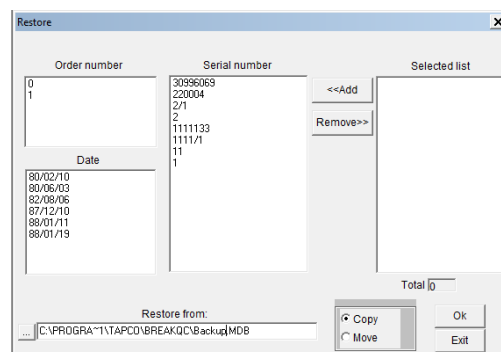 Restore
Order number
0
1
Date
80/02/10
80/06/03
82/08/06
87/12/10
88/01/11
88/01/19
Serial number
30996069
220004
2/1
2
1111133
1111/1
11
1
<<Add
Remove>>
Selected list
Total 0
Restore from:
... C:\PROGRA~1\TAPCO\BREAKQC\Backup.MDB
Copy
Move
Ok
Exit